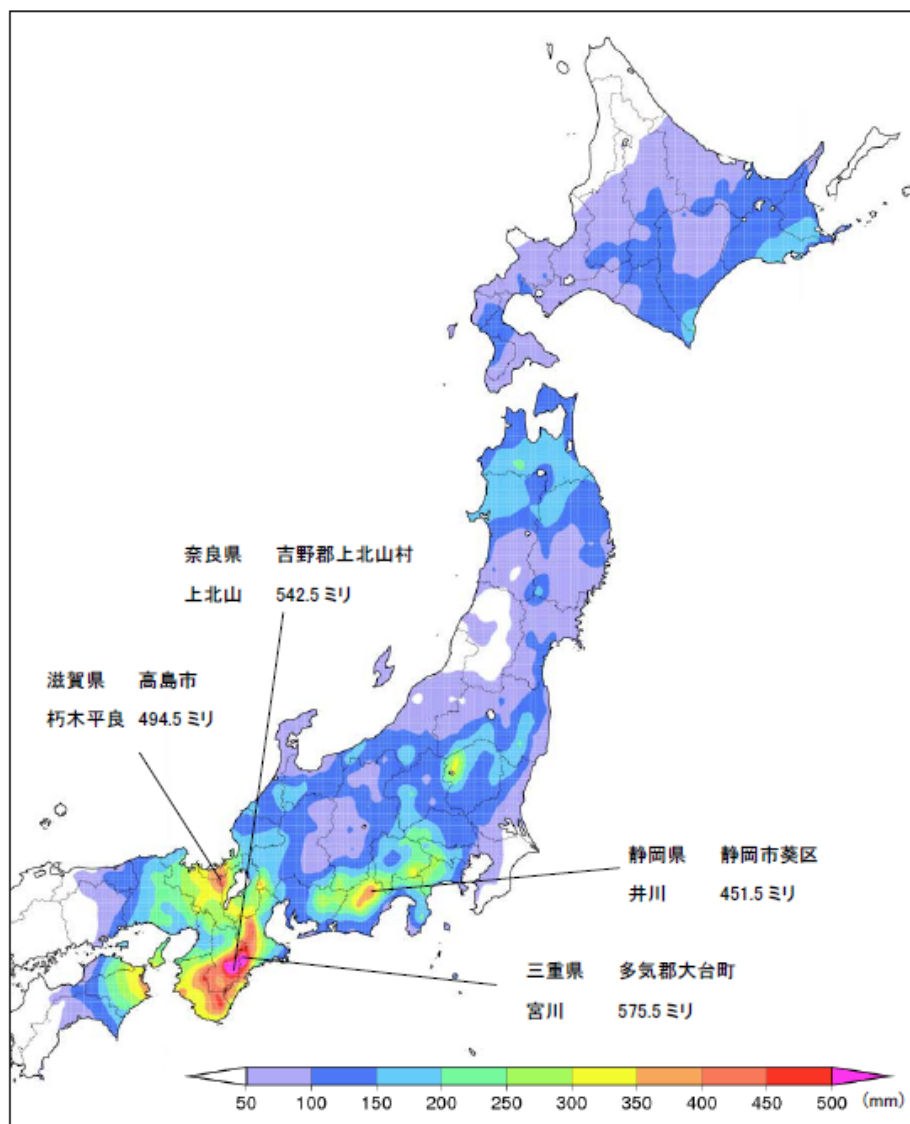 奈良県 吉野郡上北山村
上北山 542.5 ミリ
滋賀県 高島市
朽木平良 494.5 ミリ
静岡県 静岡市葵区
井川 451.5 ミリ
三重県 多気郡大台町
宮川 575.5 ミリ
50 100 150 200 250 300 350 400 450 500 (mm)